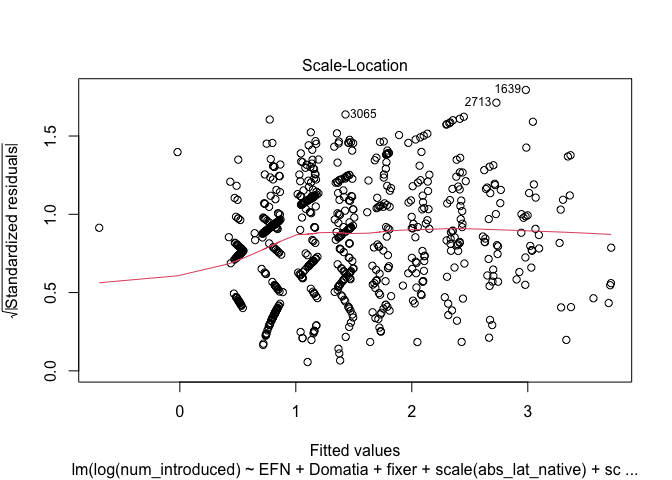 Scale-Location
√|Standardized residuals|
1639
2713
3065
1.5
1.0
0.5
0.0
0 1 2 3
Fitted values
lm(log(num_introduced) ~ EFN + Domatia + fixer + scale(abs_lat_native) + sc ...